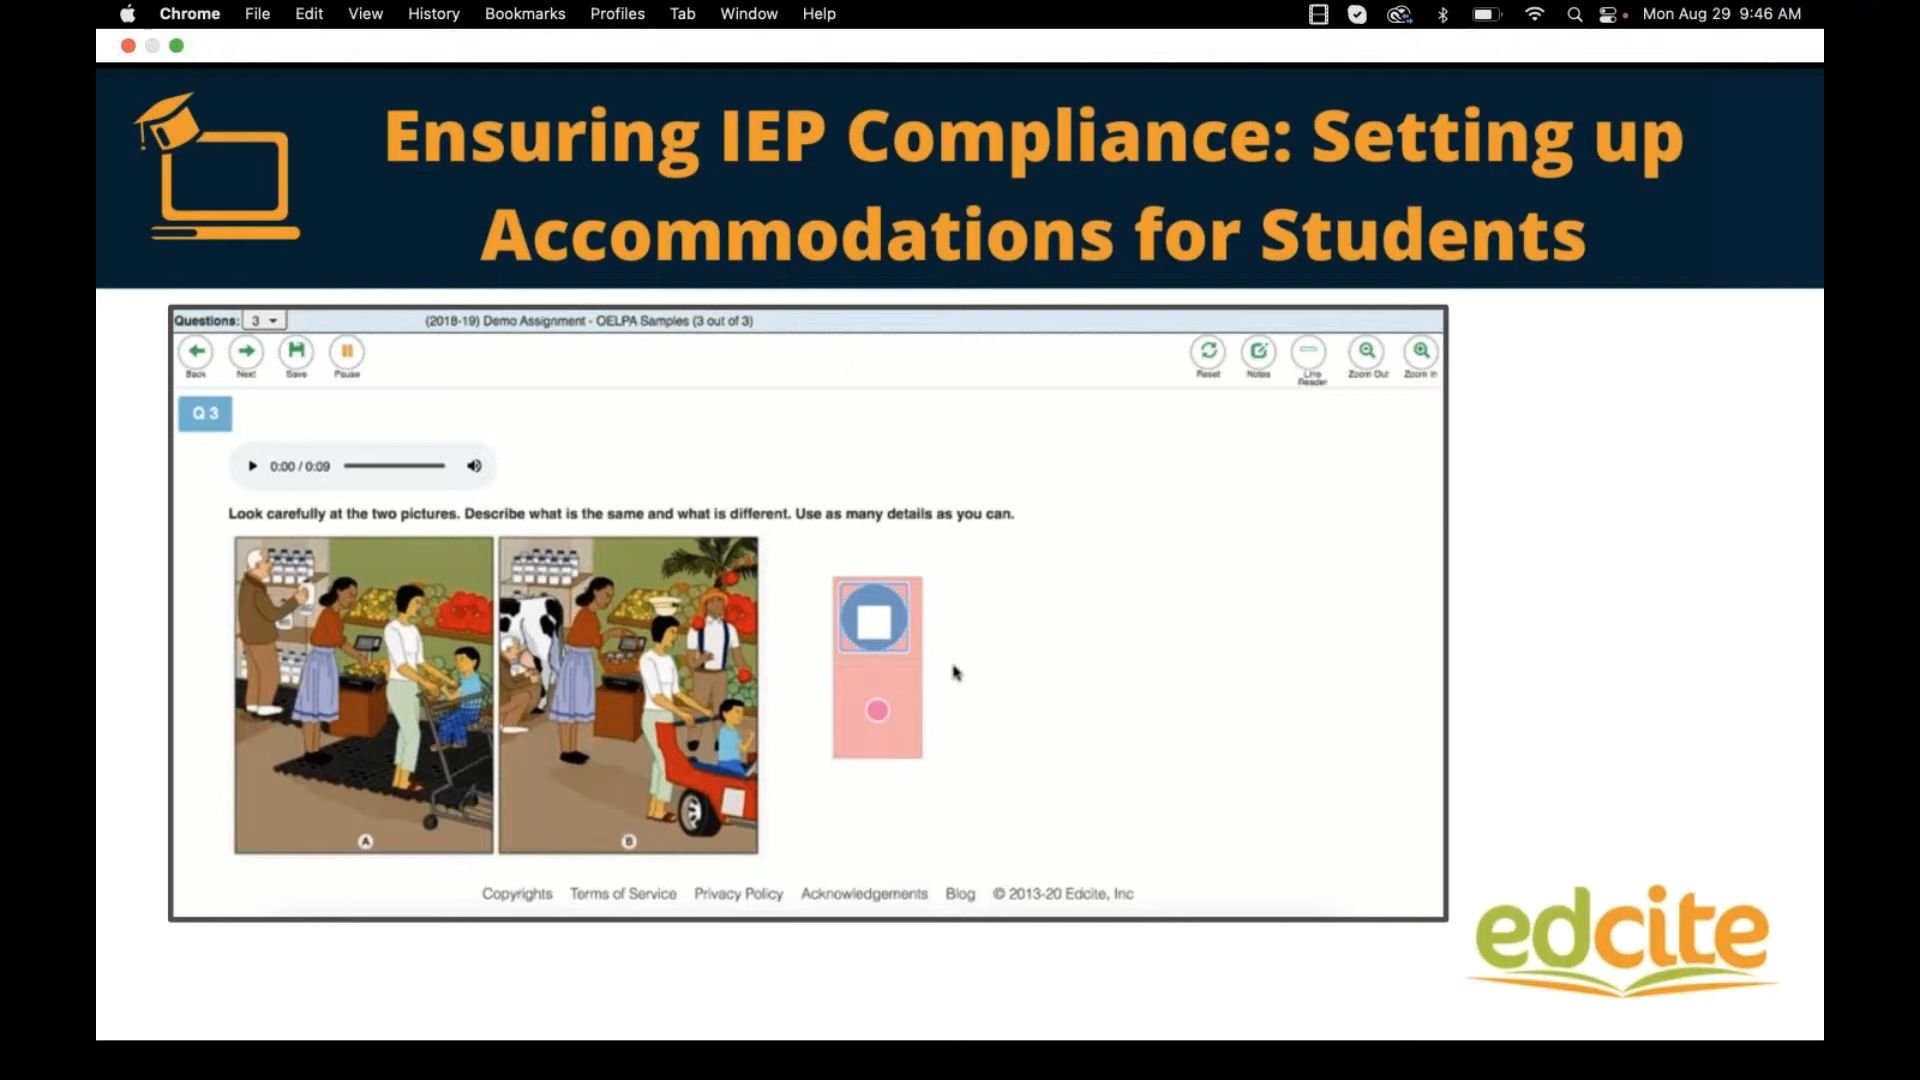 Chrome File Edit View History Bookmarks Profiles Tab Window Help Mon Aug 29 9:46 AM
Ensuring IEP Compliance: Setting up
Accommodations for Students
Questions: 3 (2018-19) Demo Assignment - OELPA Samples (3 out of 3)
Back Next Save Pause Reset Notes Line Reader Zoom Out Zoom In
Q 3
0:00 / 0:09
Look carefully at the two pictures. Describe what is the same and what is different. Use as many details as you can.
A B
Copyrights Terms of Service Privacy Policy Acknowledgements Blog © 2013-20 Edcite, Inc
edcite